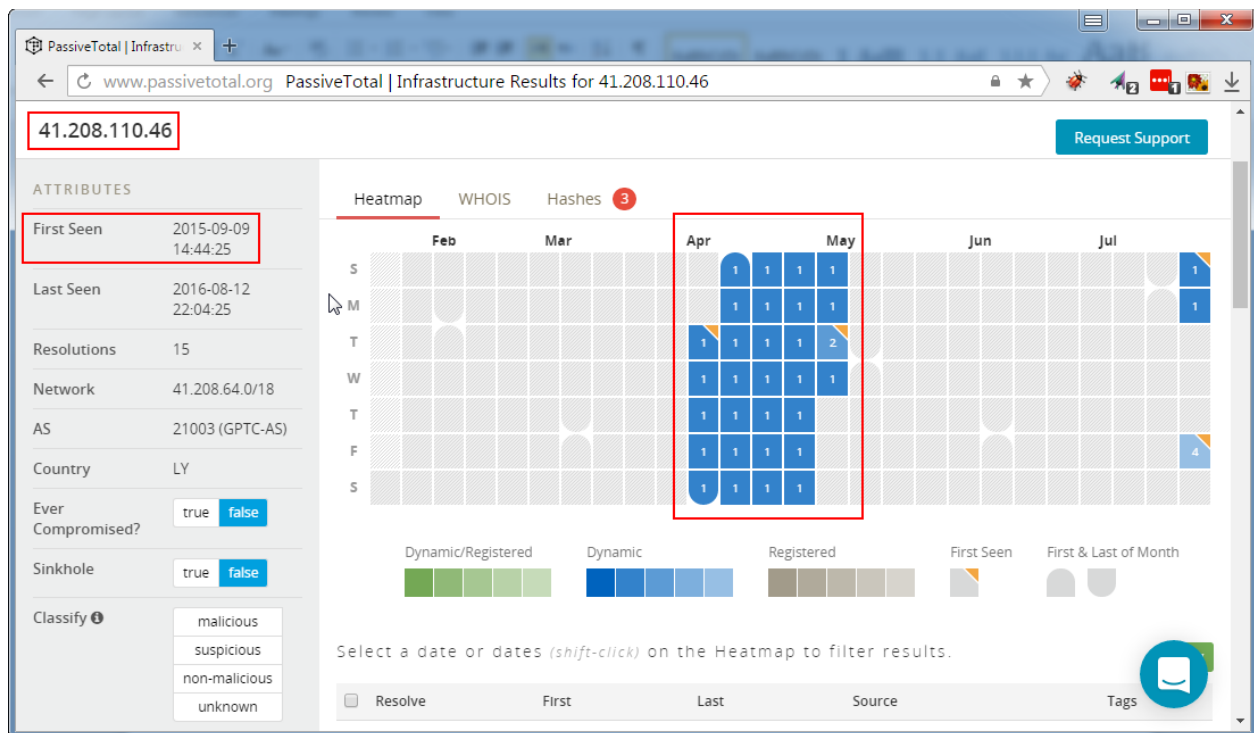 PassiveTotal | Infrastru
www.passivetotal.org PassiveTotal | Infrastructure Results for 41.208.110.46
2
1
41.208.110.46
Request Support
ATTRIBUTES
First Seen 2015-09-09
14:44:25
Last Seen 2016-08-12
22:04:25
Resolutions 15
Network 41.208.64.0/18
AS 21003 (GPTC-AS)
Country LY
Ever
Compromised? true false
Sinkhole true false
Classify
malicious
suspicious
non-malicious
unknown
Heatmap WHOIS Hashes 3
Feb Mar Apr May Jun Jul
S 1 1 1 1 1
M 1 1 1 1 1
T 1 1 1 1 2
W 1 1 1 1 1
T 1 1 1 1
F 1 1 1 1 4
S 1 1 1 1
Dynamic/Registered Dynamic Registered First Seen First & Last of Month
Select a date or dates (shift-click) on the Heatmap to filter results.
Resolve First Last Source Tags